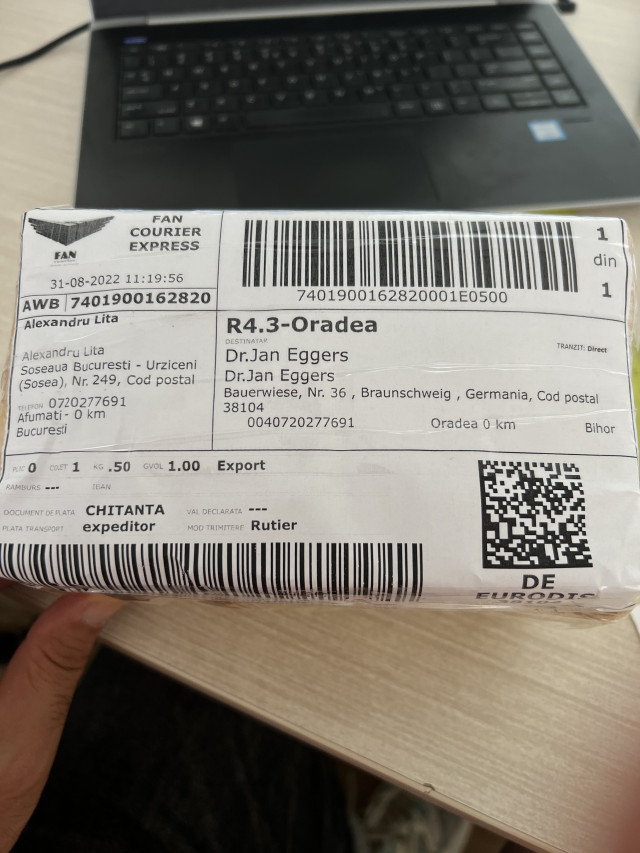 FAN
COURIER
EXPRESS
FAN
31-08-2022 11:19:56
AWB 7401900162820
7401900162820001E0500
1
din
1
Alexandru Lita
Alexandru Lita
Soseaua Bucuresti - Urziceni
(Sosea), Nr. 249, Cod postal
TELEFON 0720277691
Afumati - 0 km
Bucuresti
R4.3-Oradea
DESTINATAR
TRANZIT: Direct
Dr.Jan Eggers
Dr.Jan Eggers
Bauerwiese, Nr. 36 , Braunschweig , Germania, Cod postal
38104
0040720277691 Oradea 0 km Bihor
PLIC 0 COLET 1 KG .50 GVOL 1.00 Export
RAMBURS ---
DOCUMENT DE PLATA CHITANTA VAL DECLARATA ---
PLATA TRANSPORT expeditor MOD TRIMITERE Rutier
DE
EURODIS